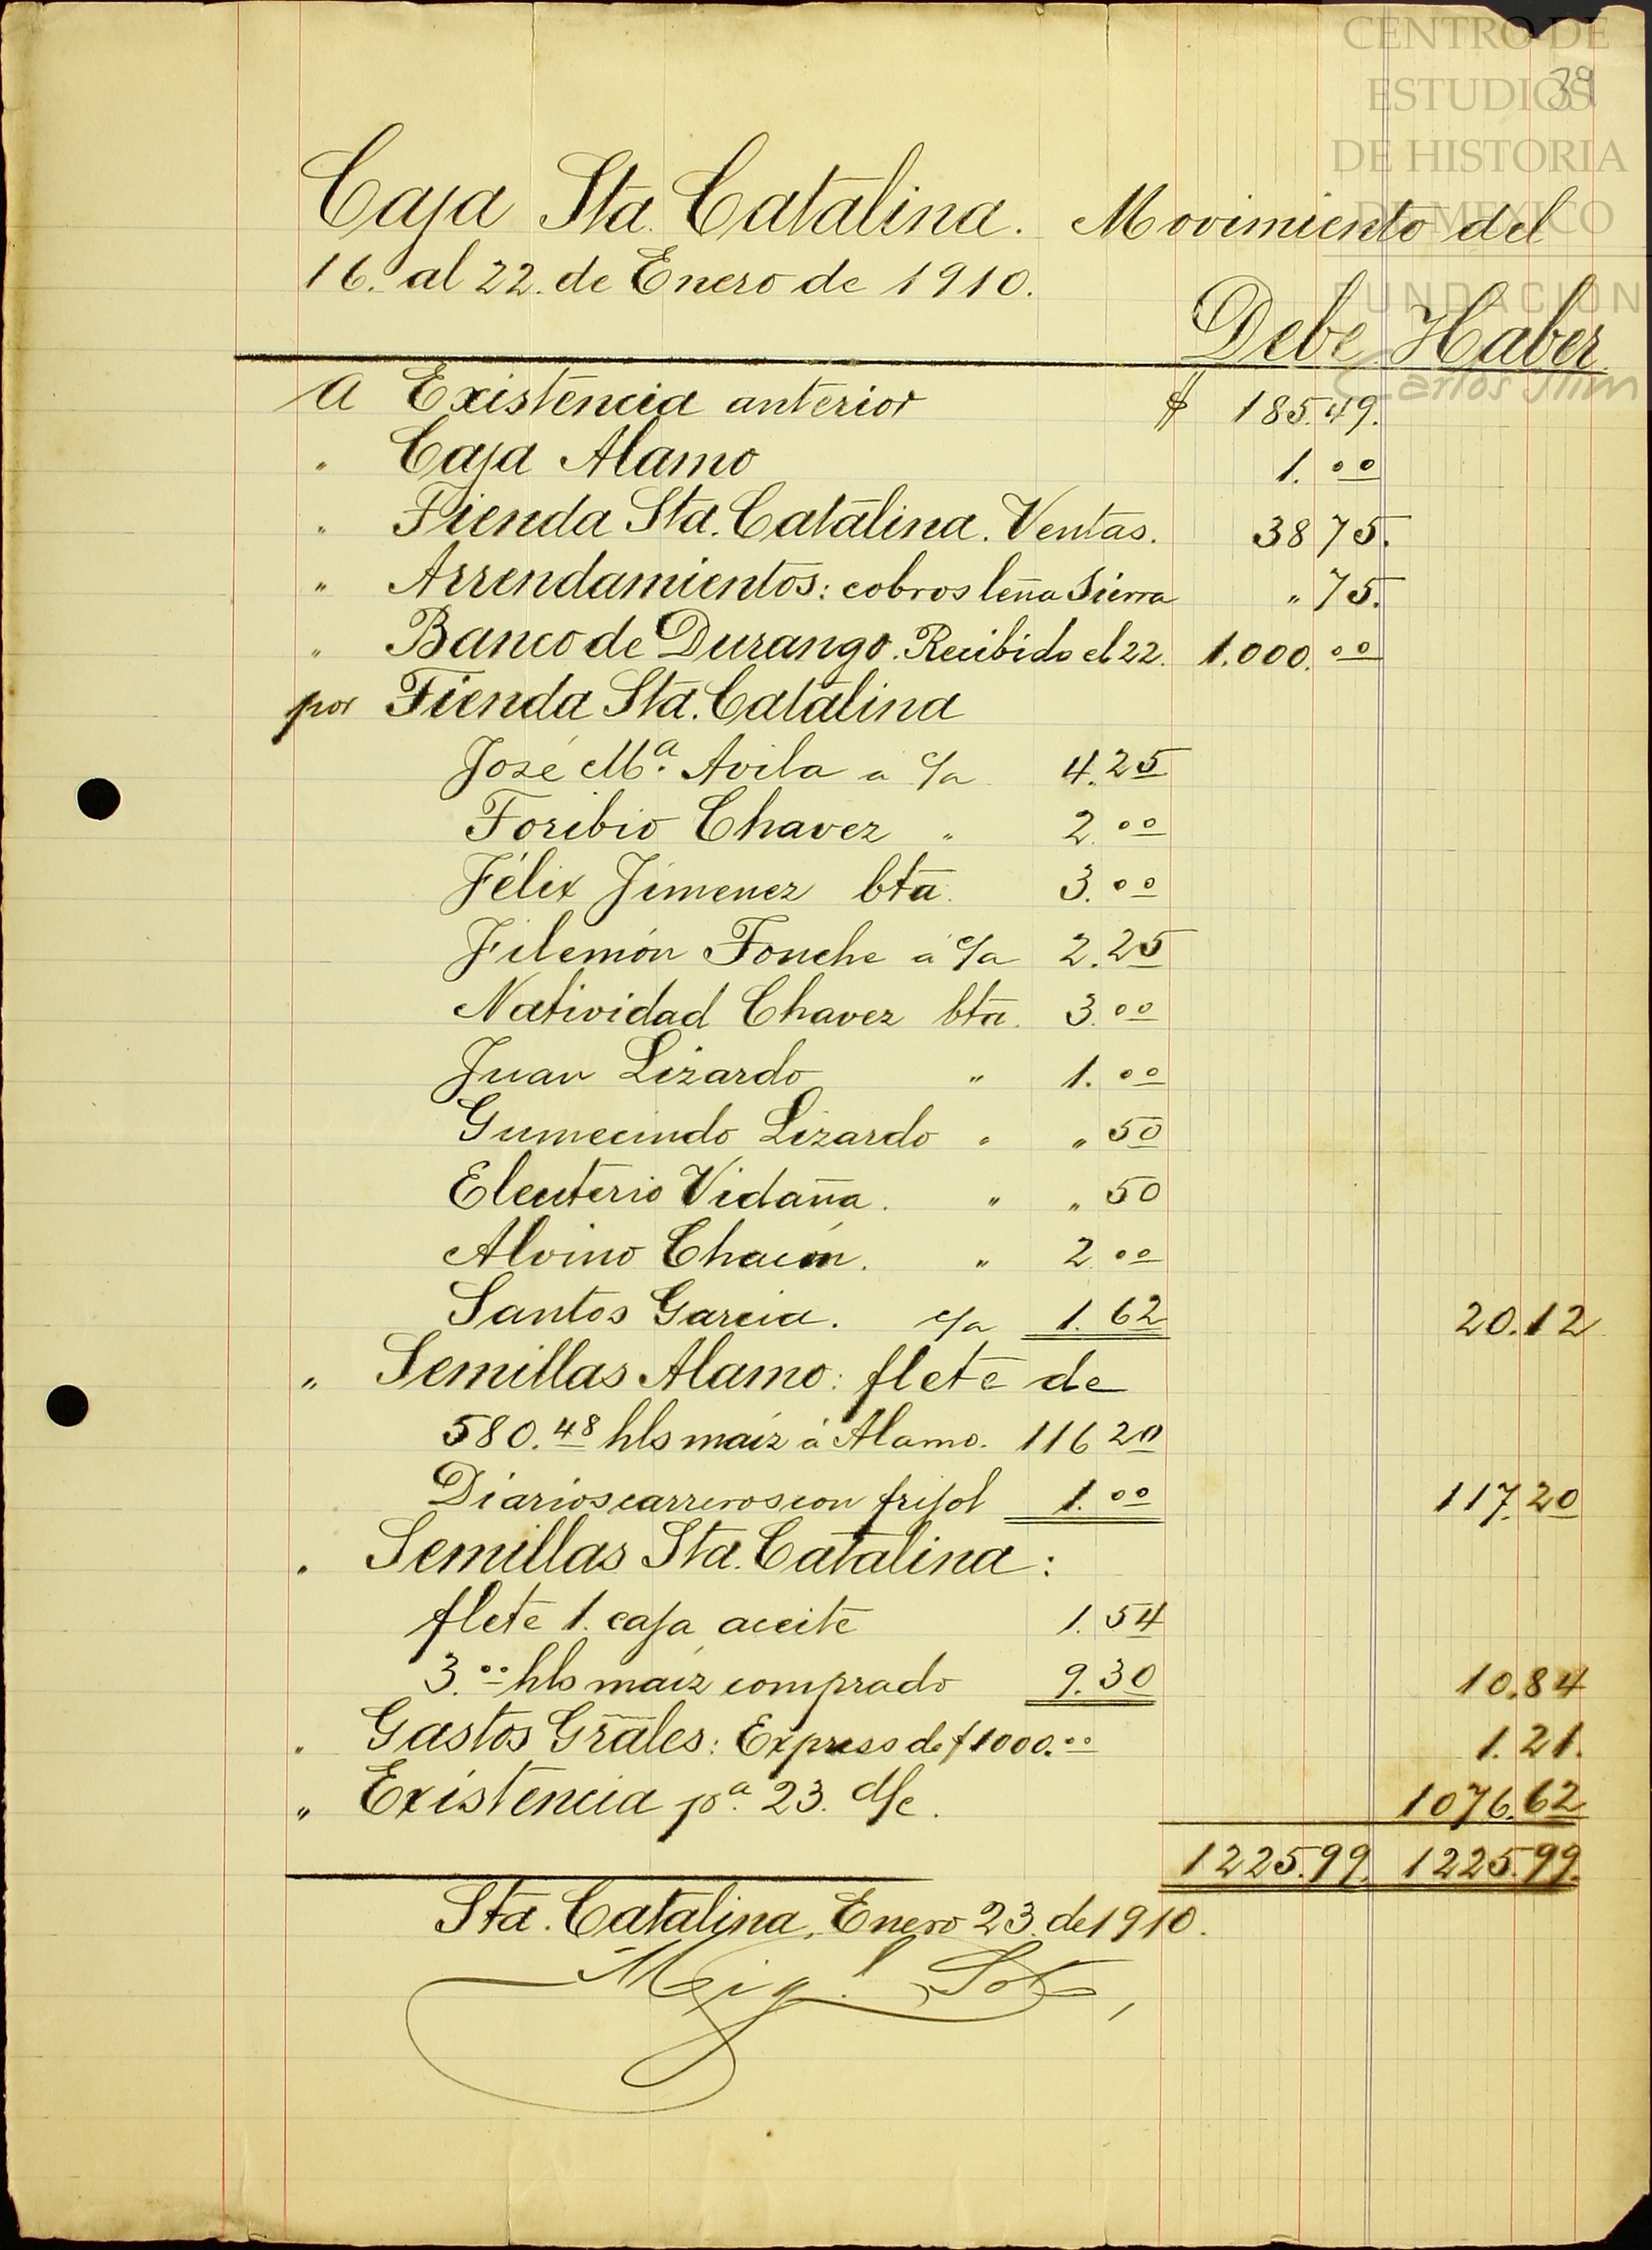 CENTRO DE
ESTUDIOS
DE HISTORIA
DE MÉXICO
FUNDACIÓN
Carlos Slim
39
Caja Sta. Catalina. Movimiento del
16. al 22. de Enero de 1910.
Debe Haber
A Existencia anterior $ 185.49.
" Caja Alamo 1.00
" Tienda Sta. Catalina. Ventas. 38 75.
" Arrendamientos: cobros leña Sierra " 75.
" Banco de Durango. Recibido el 22. 1.000.00
por Tienda Sta. Catalina
José Ma. Avila a c/a 4.25
Toribio Chavez " 2.00
Félix Jimenez bta. 3.00
Filemón Fonche á c/a 2.25
Natividad Chavez bta. 3.00
Juan Lizardo " 1.00
Gumecindo Lizardo " " 50
Eleuterio Vidaña. " " 50
Alvino Chacón. " 2.00
Santos Garcia. c/a 1.62 20.12
" Semillas Alamo: flete de
580.48 hls maíz á Alamo. 116 20
Diarios carreros con frijol 1.00 117.20
" Semillas Sta. Catalina:
flete 1. caja aceite 1.54
3.00 hls maíz comprado 9.30 10.84
" Gastos Grales: Express de $1000.00 1.21.
" Existencia pa. 23. d/c. 1076.62
1225.99. 1225.99.
Sta. Catalina, Enero 23. de 1910.
Migl. Soto,